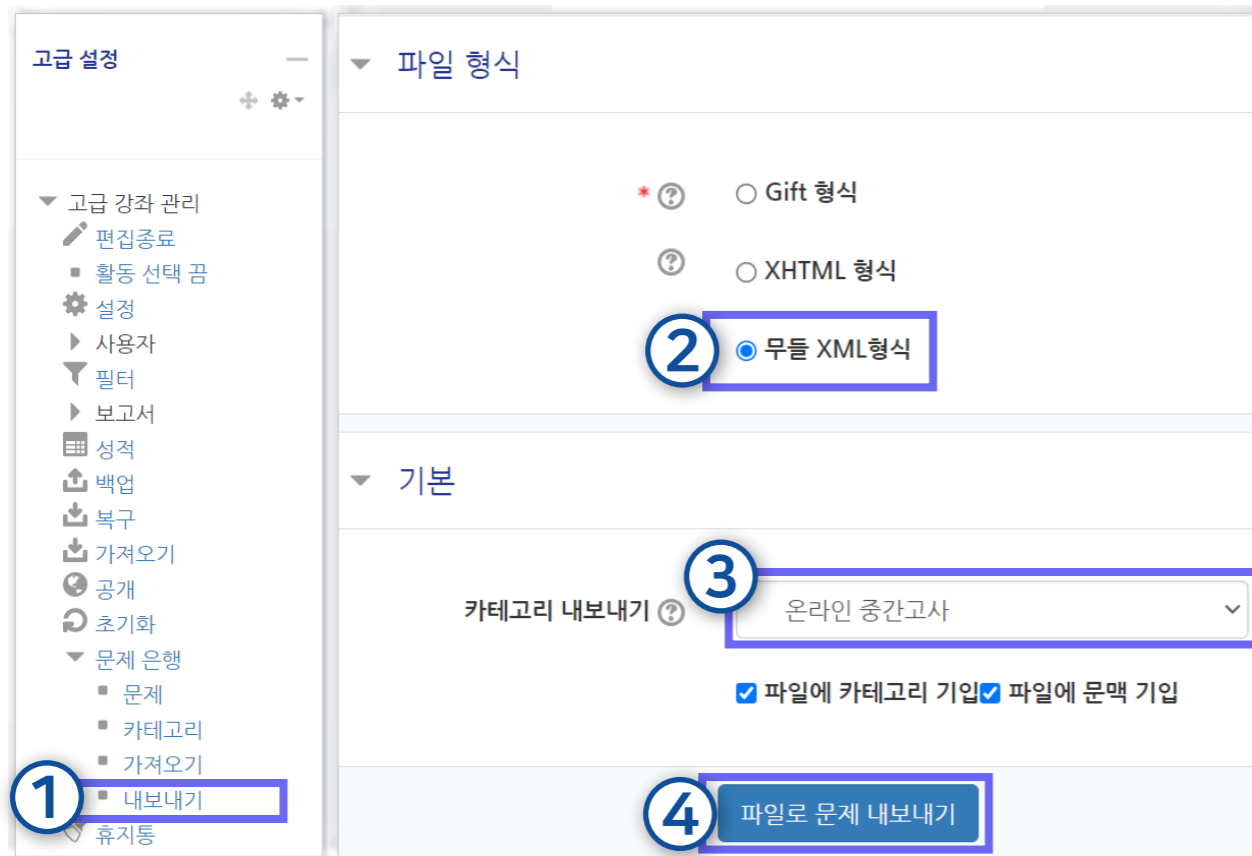 고급 설정
고급 강좌 관리
편집종료
활동 선택 끔
설정
사용자
필터
보고서
성적
백업
복구
가져오기
공개
초기화
문제 은행
문제
카테고리
가져오기
1 내보내기
휴지통
파일 형식
* Gift 형식
XHTML 형식
2 무들 XML형식
기본
3
카테고리 내보내기 온라인 중간고사
파일에 카테고리 기입 파일에 문맥 기입
4 파일로 문제 내보내기